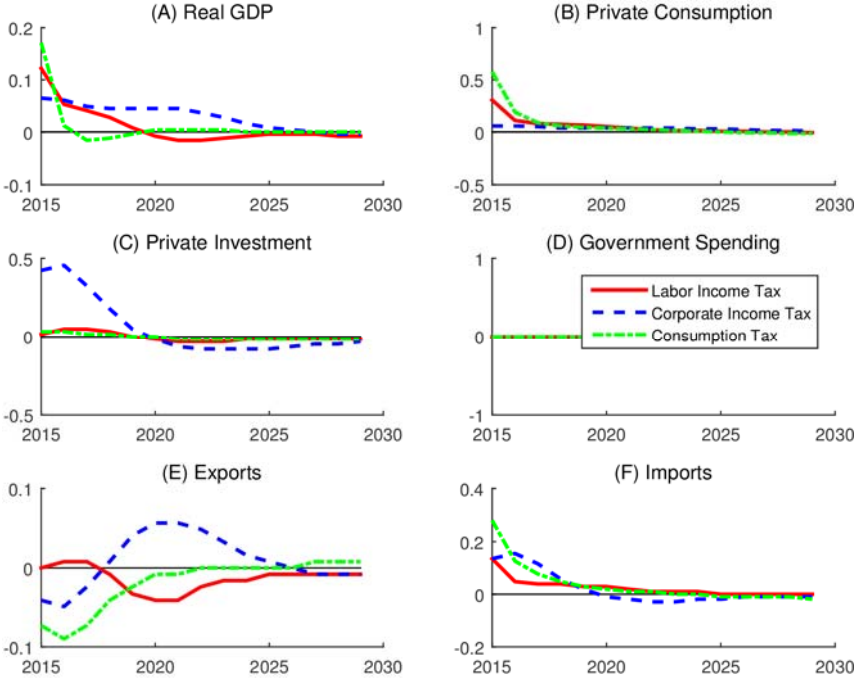 (A) Real GDP
0.2
0.1
0
-0.1
2015 2020 2025 2030
(B) Private Consumption
1
0.5
0
-0.5
2015 2020 2025 2030
(C) Private Investment
0.5
0
-0.5
2015 2020 2025 2030
(D) Government Spending
1
0
-1
2015 2020 2025 2030
Labor Income Tax
Corporate Income Tax
Consumption Tax
(E) Exports
0.1
0
-0.1
2015 2020 2025 2030
(F) Imports
0.4
0.2
0
-0.2
2015 2020 2025 2030